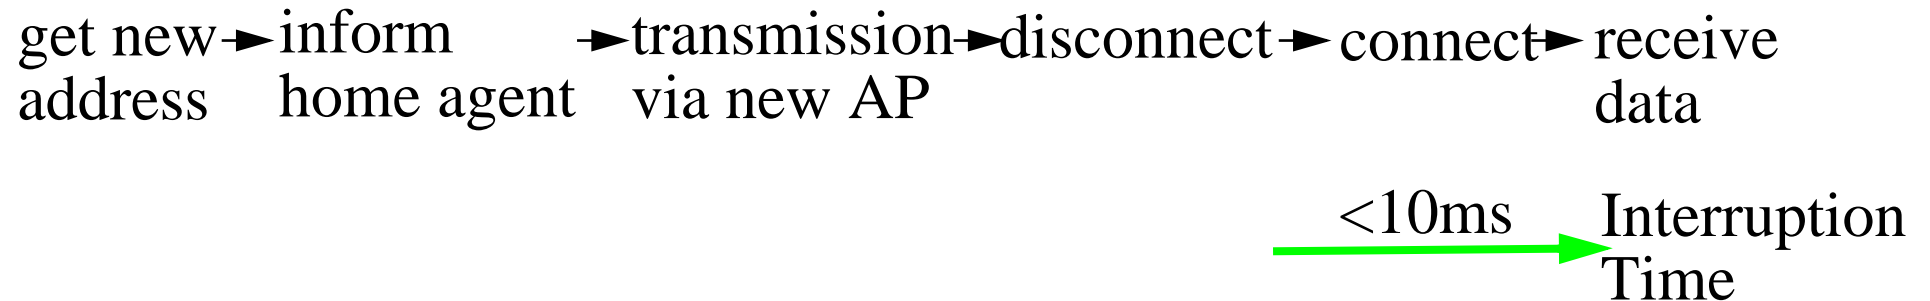 get new
address
inform
home agent
transmission
via new AP
disconnect
connect
receive
data
<10ms
Interruption
Time